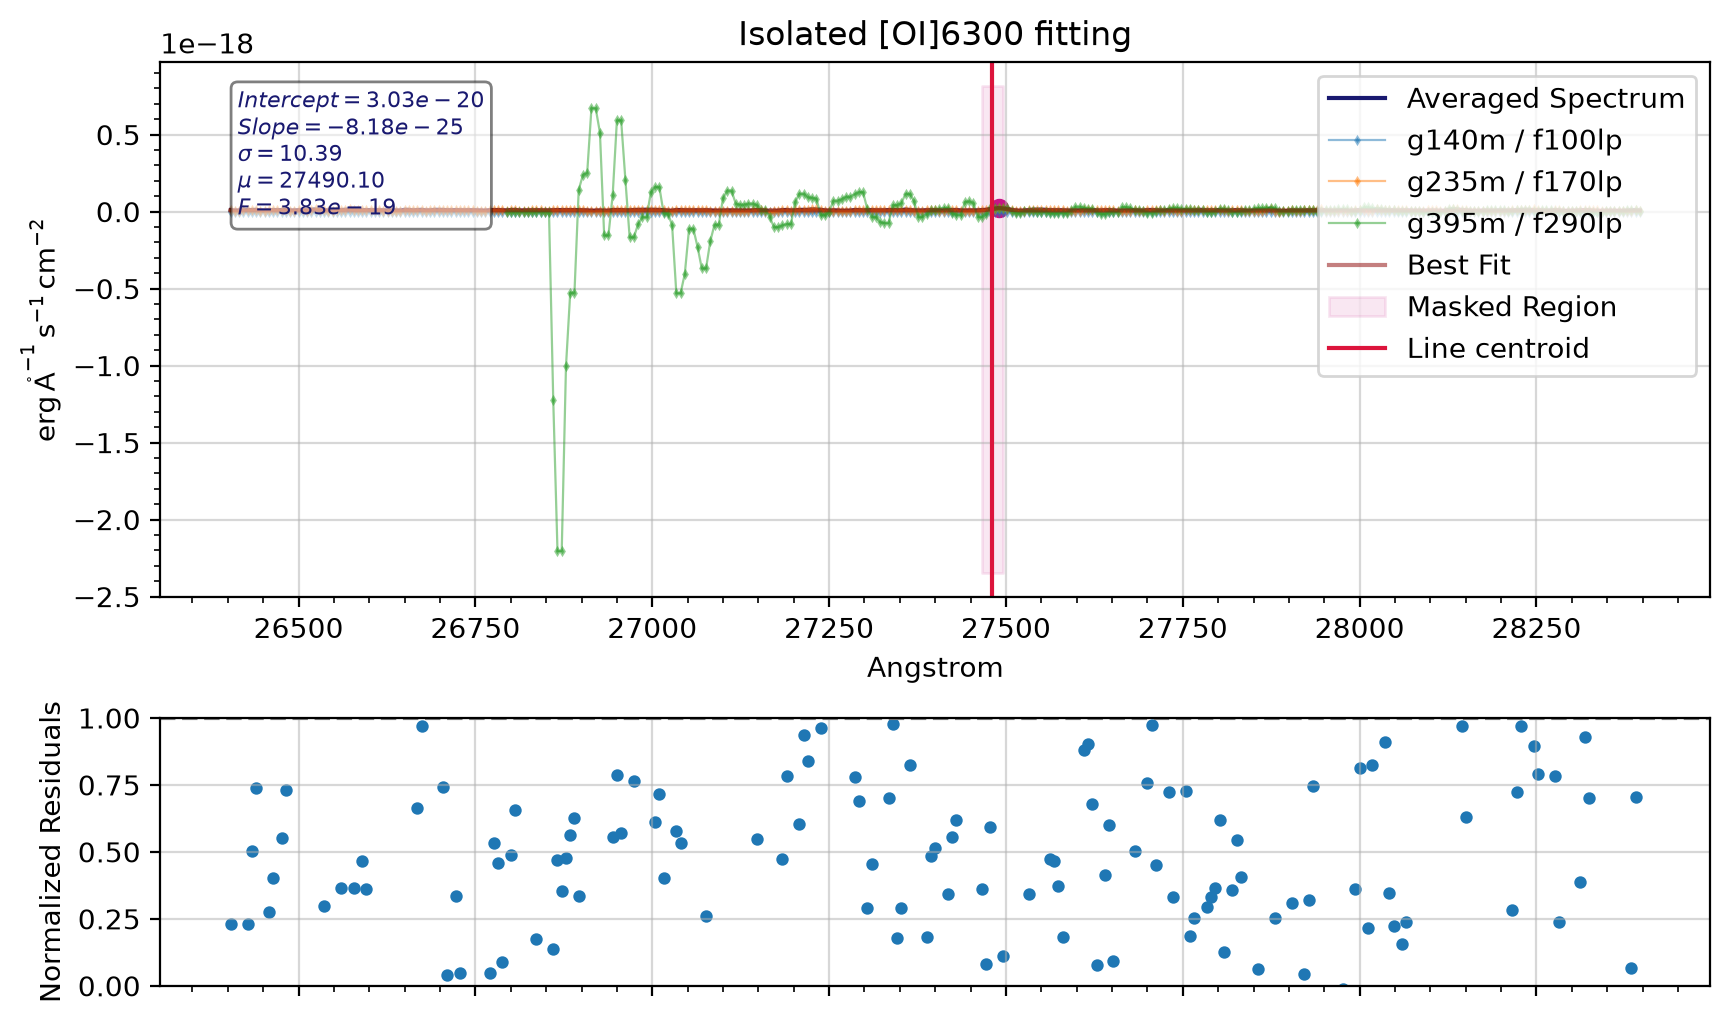 Isolated [OI]6300 fitting
1e−18
Intercept = 3.03e − 20
Slope = −8.18e − 25
σ = 10.39
μ = 27490.10
F = 3.83e − 19
Averaged Spectrum
g140m / f100lp
g235m / f170lp
g395m / f290lp
Best Fit
Masked Region
Line centroid
erg Å⁻¹ s⁻¹ cm⁻²
0.5
0.0
−0.5
−1.0
−1.5
−2.0
−2.5
26500 26750 27000 27250 27500 27750 28000 28250
Angstrom
Normalized Residuals
1.00
0.75
0.50
0.25
0.00